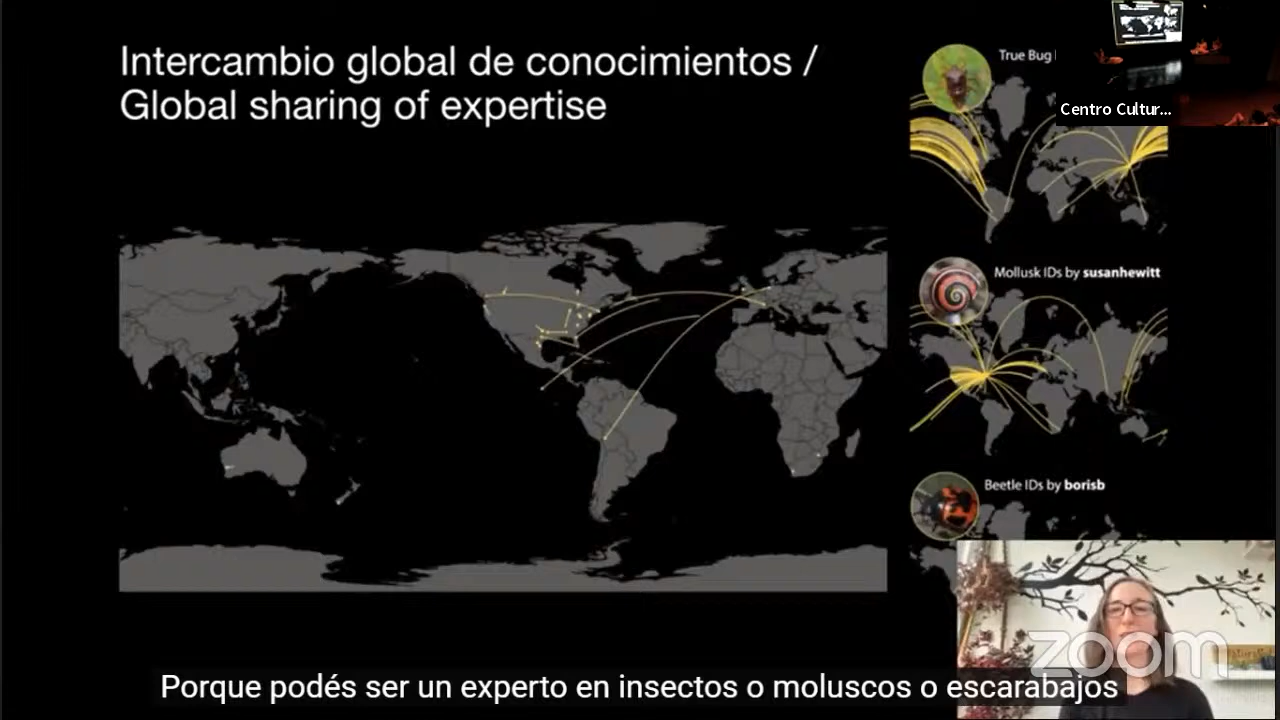 Intercambio global de conocimientos /
Global sharing of expertise
True Bug
Centro Cultur...
Mollusk IDs by susanhewitt
Beetle IDs by borisb
zoom
Porque podés ser un experto en insectos o moluscos o escarabajos